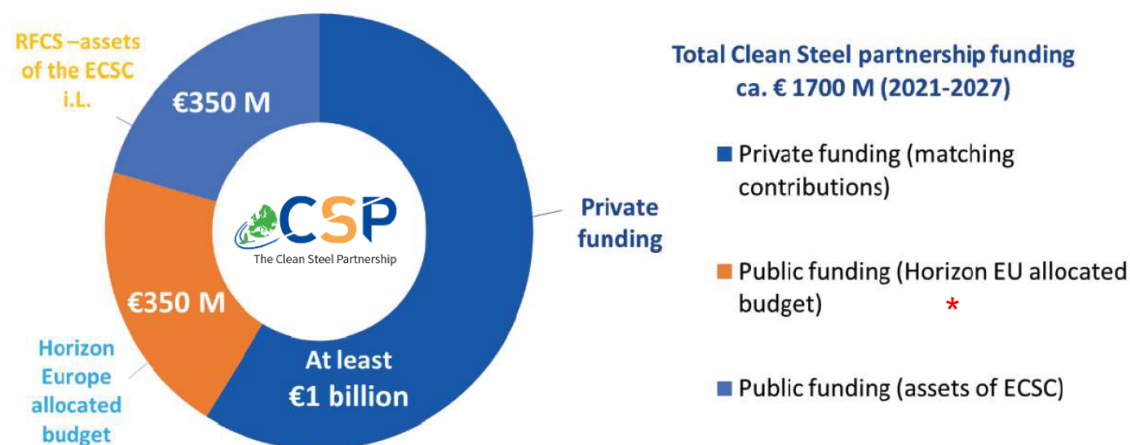 RFCS –assets
of the ECSC
i.L.
€350 M
€350 M
Horizon
Europe
allocated
budget
CSP
The Clean Steel Partnership
At least
€1 billion
Private
funding
Total Clean Steel partnership funding
ca. € 1700 M (2021-2027)
Private funding (matching
contributions)
Public funding (Horizon EU allocated
budget) *
Public funding (assets of ECSC)